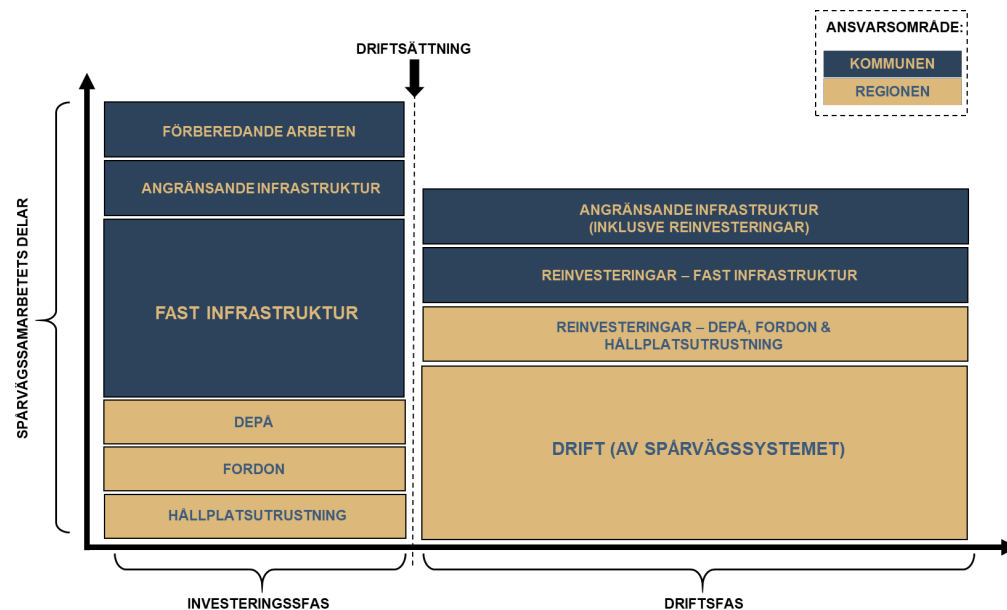 ANSVARSOMRÅDE:
KOMMUNEN
REGIONEN
DRIFTSÄTTNING
SPÅRVÄGSSAMARBETETS DELAR
FÖRBEREDANDE ARBETEN
ANGRÄNSANDE INFRASTRUKTUR
FAST INFRASTRUKTUR
DEPÅ
FORDON
HÅLLPLATSUTRUSTNING
ANGRÄNSANDE INFRASTRUKTUR
(INKLUSVE REINVESTERINGAR)
REINVESTERINGAR – FAST INFRASTRUKTUR
REINVESTERINGAR – DEPÅ, FORDON &
HÅLLPLATSUTRUSTNING
DRIFT (AV SPÅRVÄGSSYSTEMET)
INVESTERINGSSFAS
DRIFTSFAS